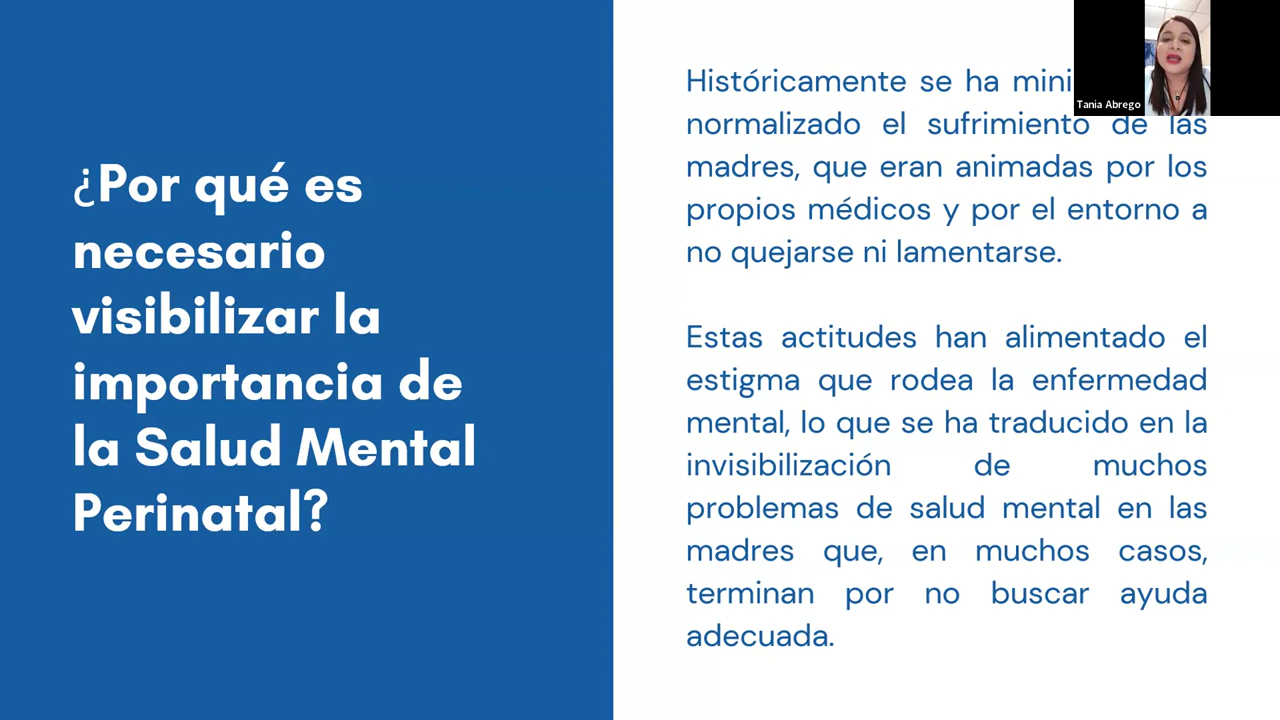 ¿Por qué es
necesario
visibilizar la
importancia de
la Salud Mental
Perinatal?
Históricamente se ha
normalizado el sufrimiento de las
madres, que eran animadas por los
propios médicos y por el entorno a
no quejarse ni lamentarse.
Estas actitudes han alimentado el
estigma que rodea la enfermedad
mental, lo que se ha traducido en la
invisibilización de muchos
problemas de salud mental en las
madres que, en muchos casos,
terminan por no buscar ayuda
adecuada.
Tania Abrego